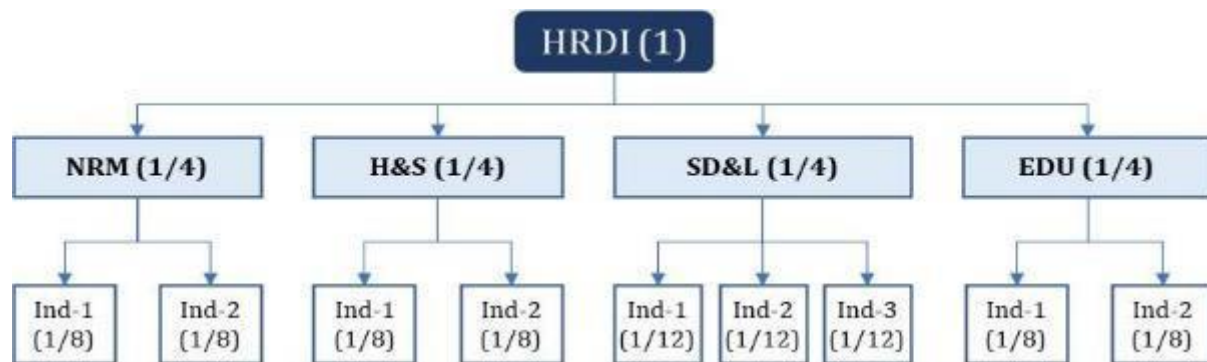 HRDI (1)
NRM (1/4)
H&S (1/4)
SD&L (1/4)
EDU (1/4)
Ind-1
(1/8)
Ind-2
(1/8)
Ind-1
(1/8)
Ind-2
(1/8)
Ind-1
(1/12)
Ind-2
(1/12)
Ind-3
(1/12)
Ind-1
(1/8)
Ind-2
(1/8)